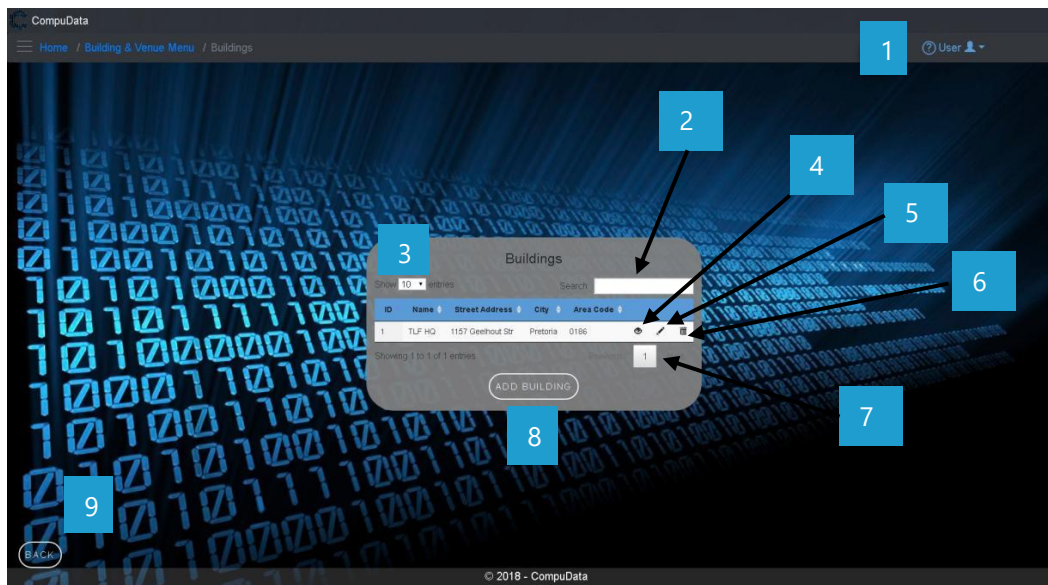 CompuData
Home / Building & Venue Menu / Buildings
1
User
2
4
5
3
Buildings
6
Show 10 entries
Search:
ID Name Street Address City Area Code
1 TLF HQ 1157 Geelhout Str Pretoria 0186
Showing 1 to 1 of 1 entries
1
7
ADD BUILDING
8
9
BACK
© 2018 - CompuData